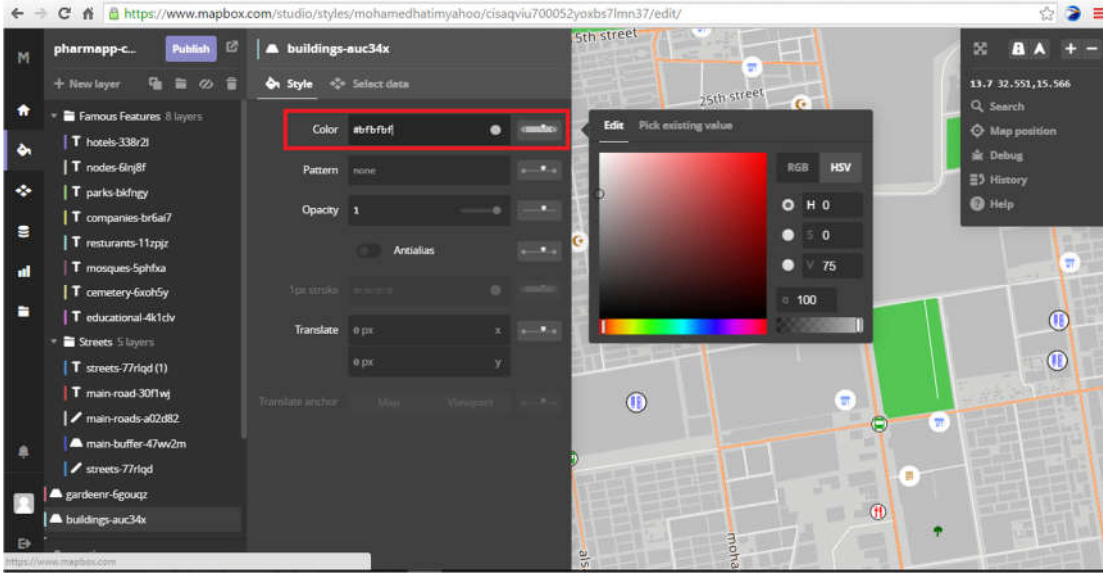 https://www.mapbox.com/studio/styles/mohamedhatimyahoo/cisaqviu700052yoxbs7lmn37/edit/
M
pharmapp-c...
Publish
+ New layer
Famous Features 8 layers
T hotels-338r2l
T nodes-6lnj8f
T parks-bkfngy
T companies-br6ai7
T resturants-11zpjz
T mosques-5phfxa
T cemetery-6xoh5y
T educational-4k1clv
Streets 5 layers
T streets-77rlqd (1)
T main-road-30f1wj
main-roads-a02d82
main-buffer-47wv2m
streets-77rlqd
gardeenr-6gouqz
buildings-auc34x
https://www.mapbox.com
buildings-auc34x
Style
Select data
Color #bfbfbf
Pattern none
Opacity 1
Antialias
1px stroke
Translate 0 px x
0 px y
Translate anchor Map Viewport
Edit Pick existing value
RGB HSV
H 0
S 0
V 75
α 100
5th street
25th street
moha
als
13.7 32.551,15.566
Search
Map position
Debug
History
Help